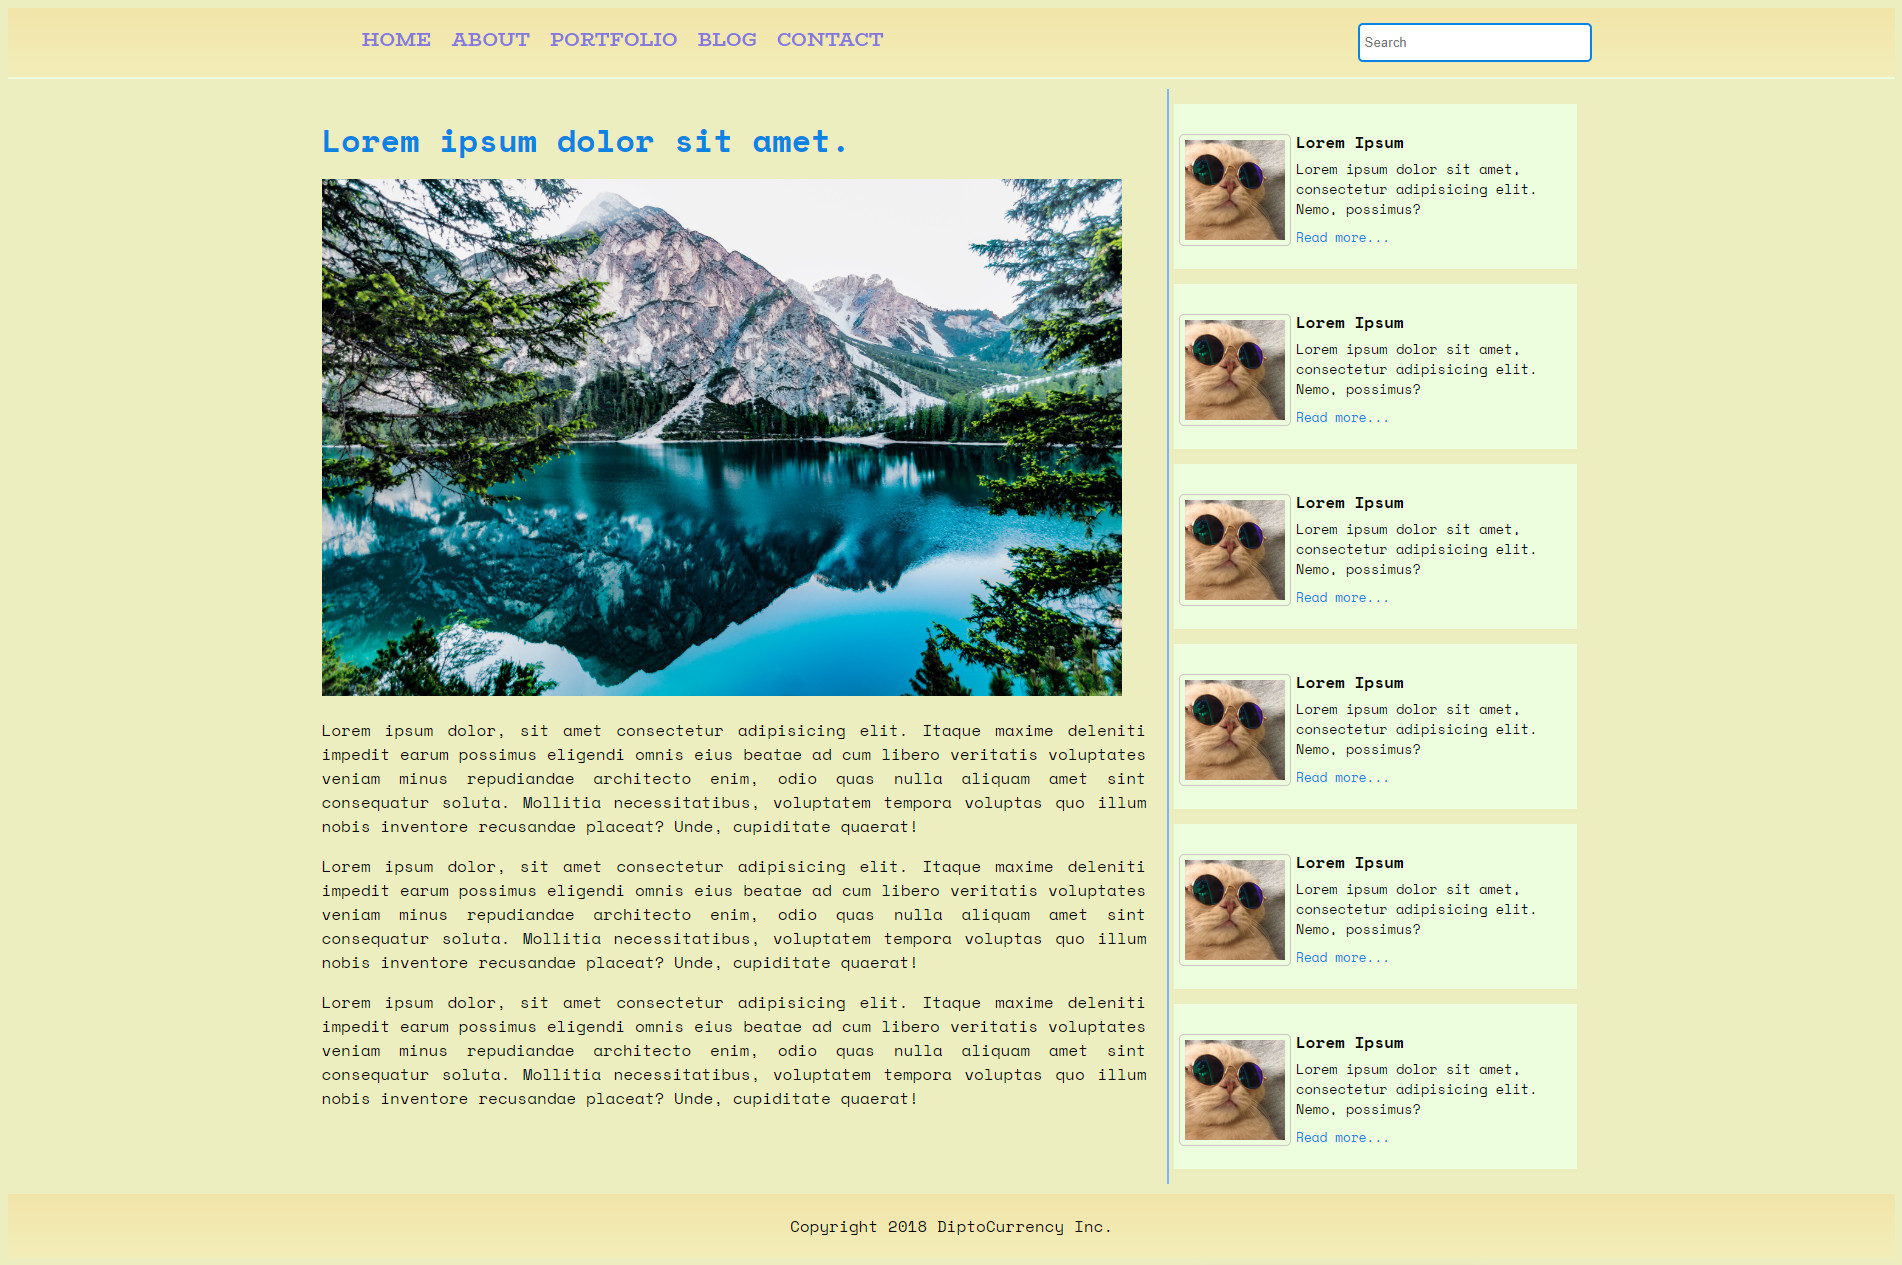 HOME ABOUT PORTFOLIO BLOG CONTACT
Search
Lorem ipsum dolor sit amet.
Lorem ipsum dolor, sit amet consectetur adipisicing elit. Itaque maxime deleniti
impedit earum possimus eligendi omnis eius beatae ad cum libero veritatis voluptates
veniam minus repudiandae architecto enim, odio quas nulla aliquam amet sint
consequatur soluta. Mollitia necessitatibus, voluptatem tempora voluptas quo illum
nobis inventore recusandae placeat? Unde, cupiditate quaerat!
Lorem ipsum dolor, sit amet consectetur adipisicing elit. Itaque maxime deleniti
impedit earum possimus eligendi omnis eius beatae ad cum libero veritatis voluptates
veniam minus repudiandae architecto enim, odio quas nulla aliquam amet sint
consequatur soluta. Mollitia necessitatibus, voluptatem tempora voluptas quo illum
nobis inventore recusandae placeat? Unde, cupiditate quaerat!
Lorem ipsum dolor, sit amet consectetur adipisicing elit. Itaque maxime deleniti
impedit earum possimus eligendi omnis eius beatae ad cum libero veritatis voluptates
veniam minus repudiandae architecto enim, odio quas nulla aliquam amet sint
consequatur soluta. Mollitia necessitatibus, voluptatem tempora voluptas quo illum
nobis inventore recusandae placeat? Unde, cupiditate quaerat!
Lorem Ipsum
Lorem ipsum dolor sit amet,
consectetur adipisicing elit.
Nemo, possimus?
Read more...
Lorem Ipsum
Lorem ipsum dolor sit amet,
consectetur adipisicing elit.
Nemo, possimus?
Read more...
Lorem Ipsum
Lorem ipsum dolor sit amet,
consectetur adipisicing elit.
Nemo, possimus?
Read more...
Lorem Ipsum
Lorem ipsum dolor sit amet,
consectetur adipisicing elit.
Nemo, possimus?
Read more...
Lorem Ipsum
Lorem ipsum dolor sit amet,
consectetur adipisicing elit.
Nemo, possimus?
Read more...
Lorem Ipsum
Lorem ipsum dolor sit amet,
consectetur adipisicing elit.
Nemo, possimus?
Read more...
Copyright 2018 DiptoCurrency Inc.